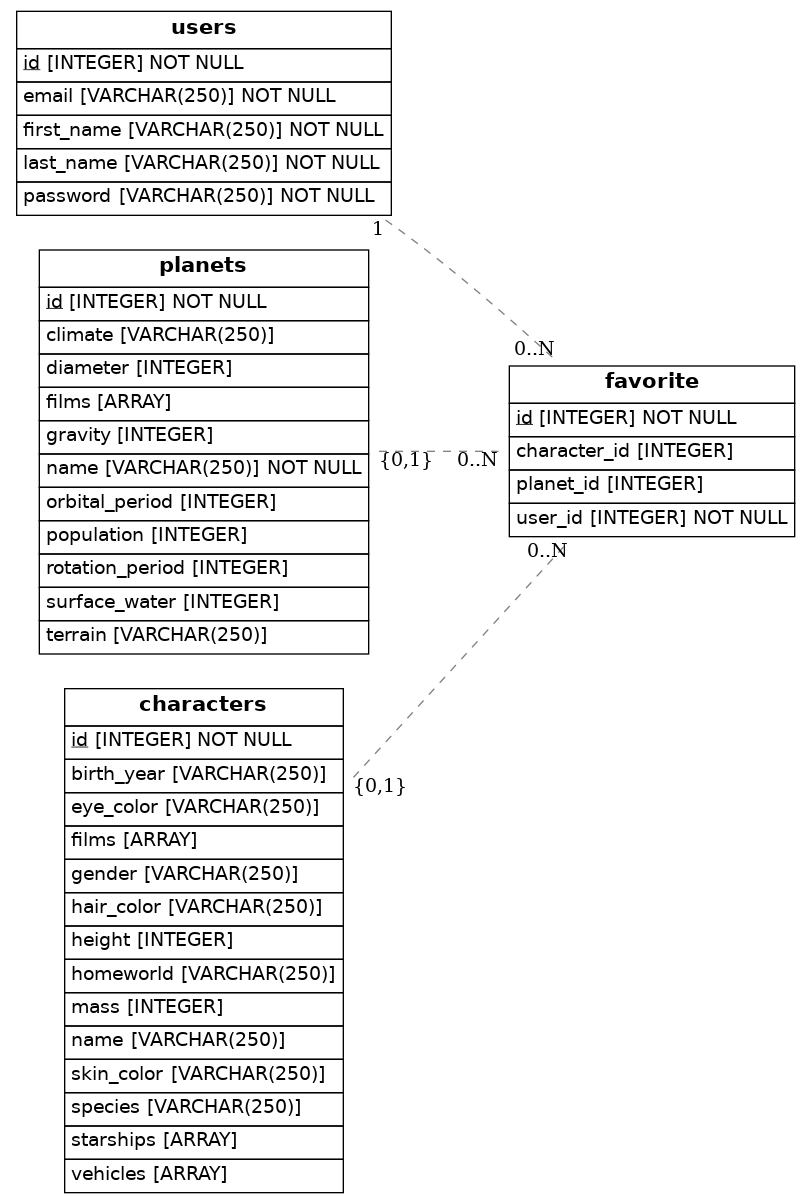 users
id [INTEGER] NOT NULL
email [VARCHAR(250)] NOT NULL
first_name [VARCHAR(250)] NOT NULL
last_name [VARCHAR(250)] NOT NULL
password [VARCHAR(250)] NOT NULL
1
0..N
planets
id [INTEGER] NOT NULL
climate [VARCHAR(250)]
diameter [INTEGER]
films [ARRAY]
gravity [INTEGER]
name [VARCHAR(250)] NOT NULL
orbital_period [INTEGER]
population [INTEGER]
rotation_period [INTEGER]
surface_water [INTEGER]
terrain [VARCHAR(250)]
{0,1}
0..N
favorite
id [INTEGER] NOT NULL
character_id [INTEGER]
planet_id [INTEGER]
user_id [INTEGER] NOT NULL
0..N
{0,1}
characters
id [INTEGER] NOT NULL
birth_year [VARCHAR(250)]
eye_color [VARCHAR(250)]
films [ARRAY]
gender [VARCHAR(250)]
hair_color [VARCHAR(250)]
height [INTEGER]
homeworld [VARCHAR(250)]
mass [INTEGER]
name [VARCHAR(250)]
skin_color [VARCHAR(250)]
species [VARCHAR(250)]
starships [ARRAY]
vehicles [ARRAY]